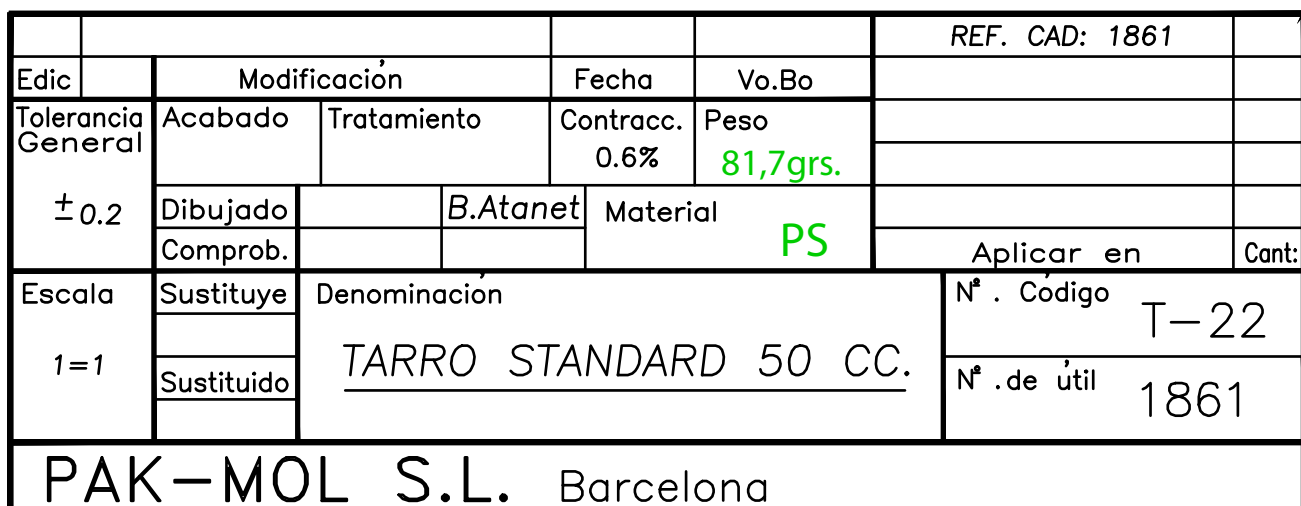 REF. CAD: 1861
Edic Modificación Fecha Vo.Bo
Tolerancia General Acabado Tratamiento Contracc. Peso
0.6% 81,7grs.
±0.2 Dibujado B.Atanet Material
PS
Comprob. Aplicar en Cant:
Escala Sustituye Denominación Nº. Código T-22
1=1 TARRO STANDARD 50 CC.
Sustituido Nº.de útil 1861
PAK-MOL S.L. Barcelona